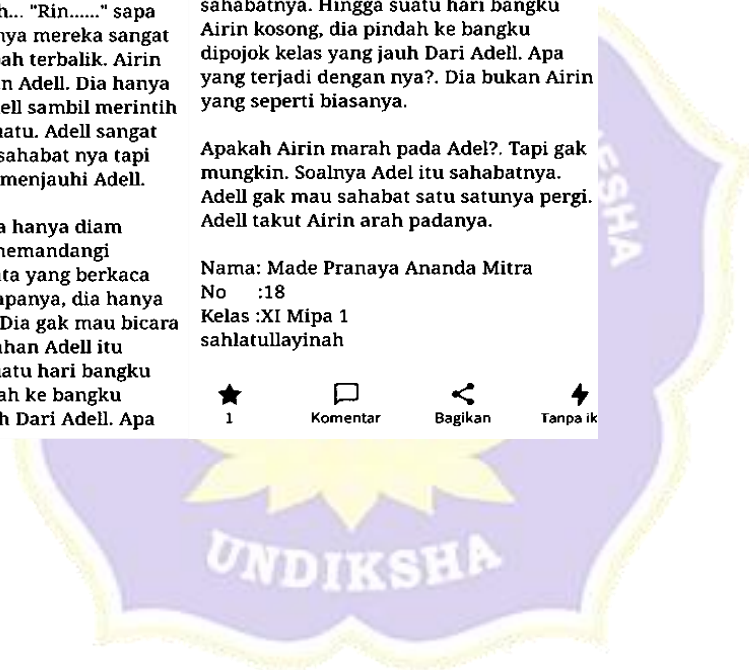 h... "Rin......" sapa
nya mereka sangat
ah terbalik. Airin
n Adell. Dia hanya
ell sambil merintih
atu. Adell sangat
sahabat nya tapi
menjauhi Adell.
a hanya diam
nemandangi
ta yang berkaca
apanya, dia hanya
Dia gak mau bicara
ahan Adell itu
atu hari bangku
ah ke bangku
h Dari Adell. Apa
sahabatnya. Hingga suatu hari bangku
Airin kosong, dia pindah ke bangku
dipojok kelas yang jauh Dari Adell. Apa
yang terjadi dengan nya?. Dia bukan Airin
yang seperti biasanya.
Apakah Airin marah pada Adel?. Tapi gak
mungkin. Soalnya Adel itu sahabatnya.
Adell gak mau sahabat satu satunya pergi.
Adell takut Airin arah padanya.
Nama: Made Pranaya Ananda Mitra
No :18
Kelas :XI Mipa 1
sahlatullayinah
1 Komentar Bagikan Tanpa ik
ESHA
UNDIKSHA